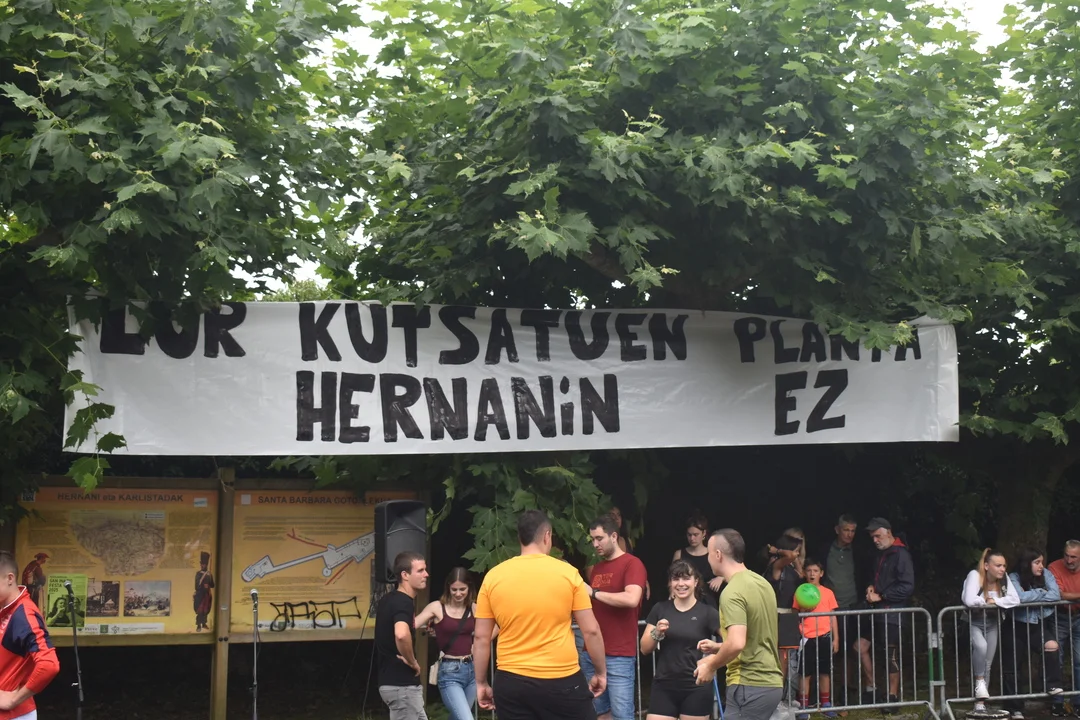 LUR KUTSATUEN PLANTA
HERNANiN EZ
HERNANI eta KARLISTADAK
SANTA BARBARA GOTORLEKUA